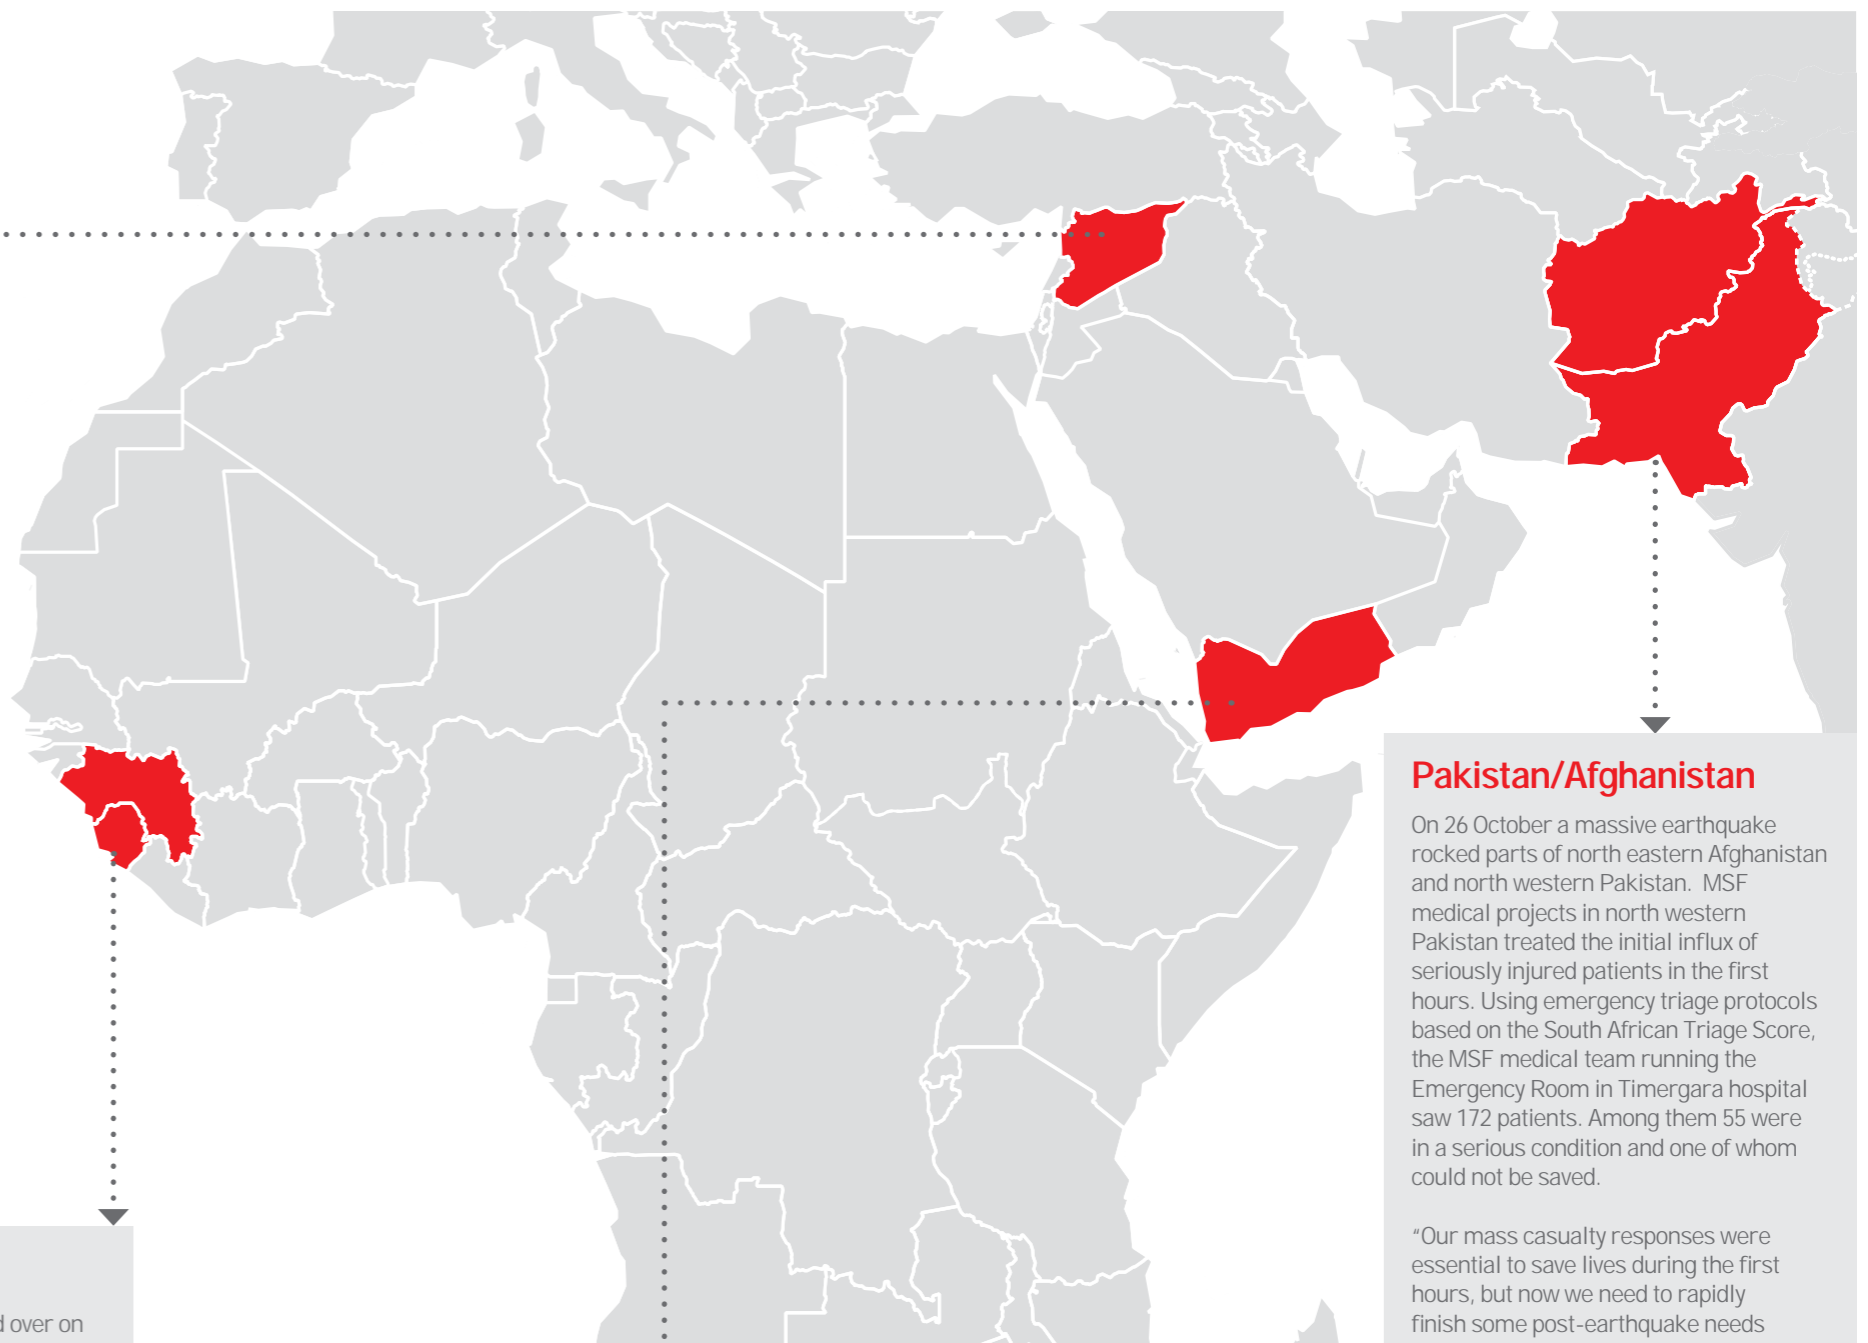 Pakistan/Afghanistan
On 26 October a massive earthquake
rocked parts of north eastern Afghanistan
and north western Pakistan.  MSF
medical projects in north western
Pakistan treated the initial influx of
seriously injured patients in the first
hours. Using emergency triage protocols
based on the South African Triage Score,
the MSF medical team running the
Emergency Room in Timergara hospital
saw 172 patients. Among them 55 were
in a serious condition and one of whom
could not be saved.
“Our mass casualty responses were
essential to save lives during the first
hours, but now we need to rapidly
finish some post-earthquake needs
over on